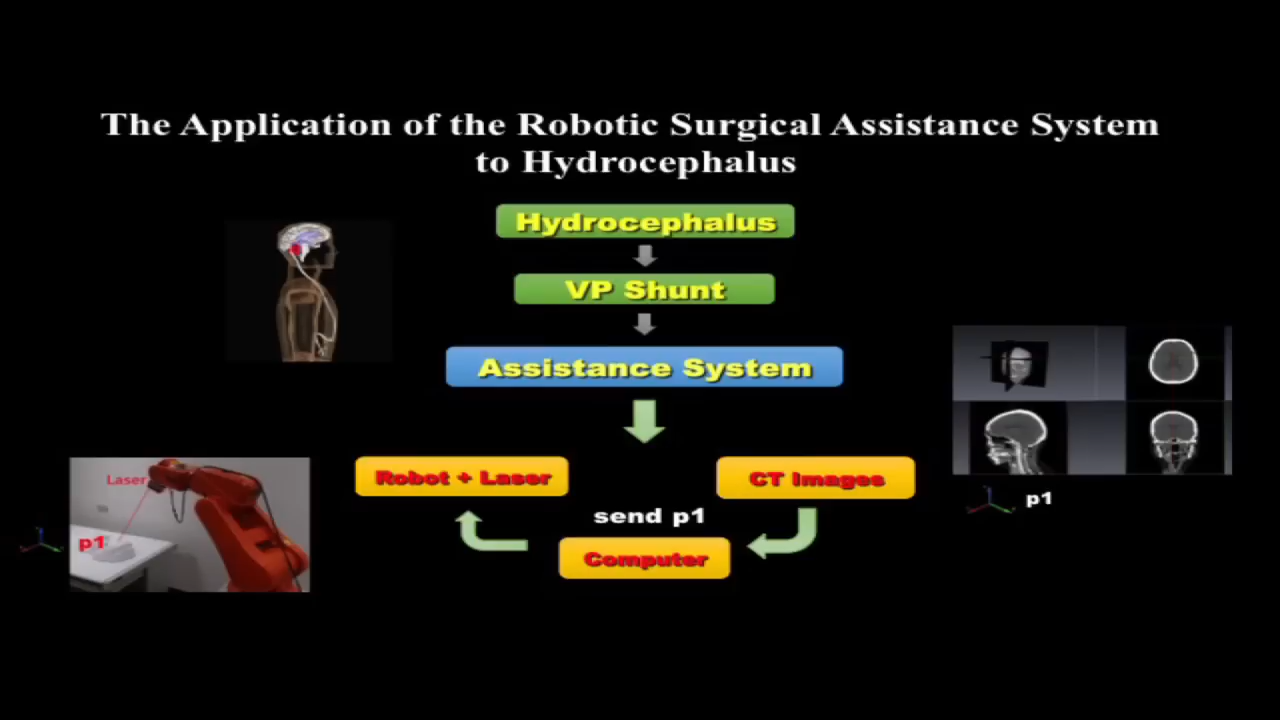 The Application of the Robotic Surgical Assistance System
to Hydrocephalus
Hydrocephalus
VP Shunt
Assistance System
Robot + Laser
CT Images
send p1
Computer
Laser
p1
p1